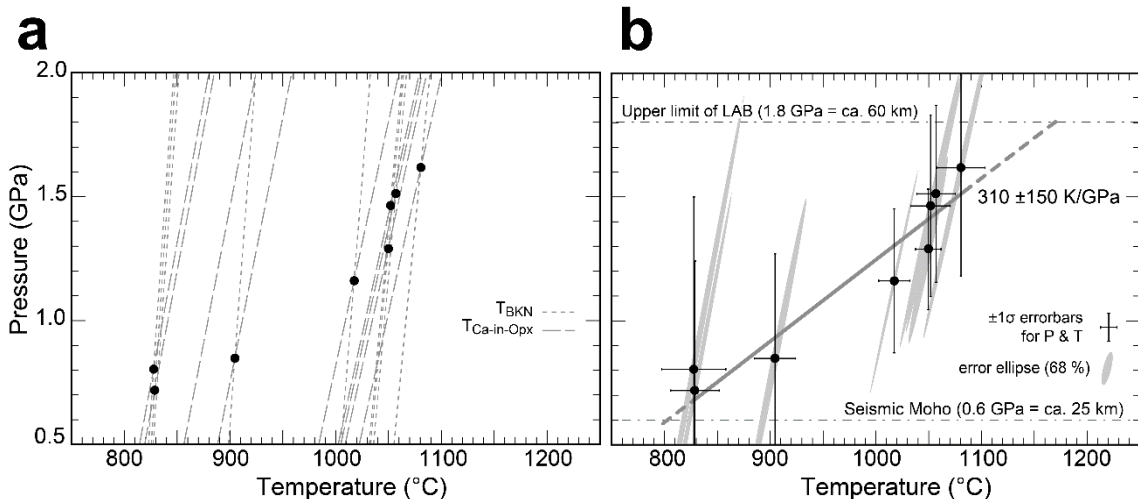 a
b
2.0
1.5
1.0
0.5
Pressure (GPa)
T_BKN
T_Ca-in-Opx
800 900 1000 1100 1200
Temperature (°C)
Upper limit of LAB (1.8 GPa = ca. 60 km)
310 ±150 K/GPa
±1σ errorbars
for P & T
error ellipse (68 %)
Seismic Moho (0.6 GPa = ca. 25 km)
800 900 1000 1100 1200
Temperature (°C)